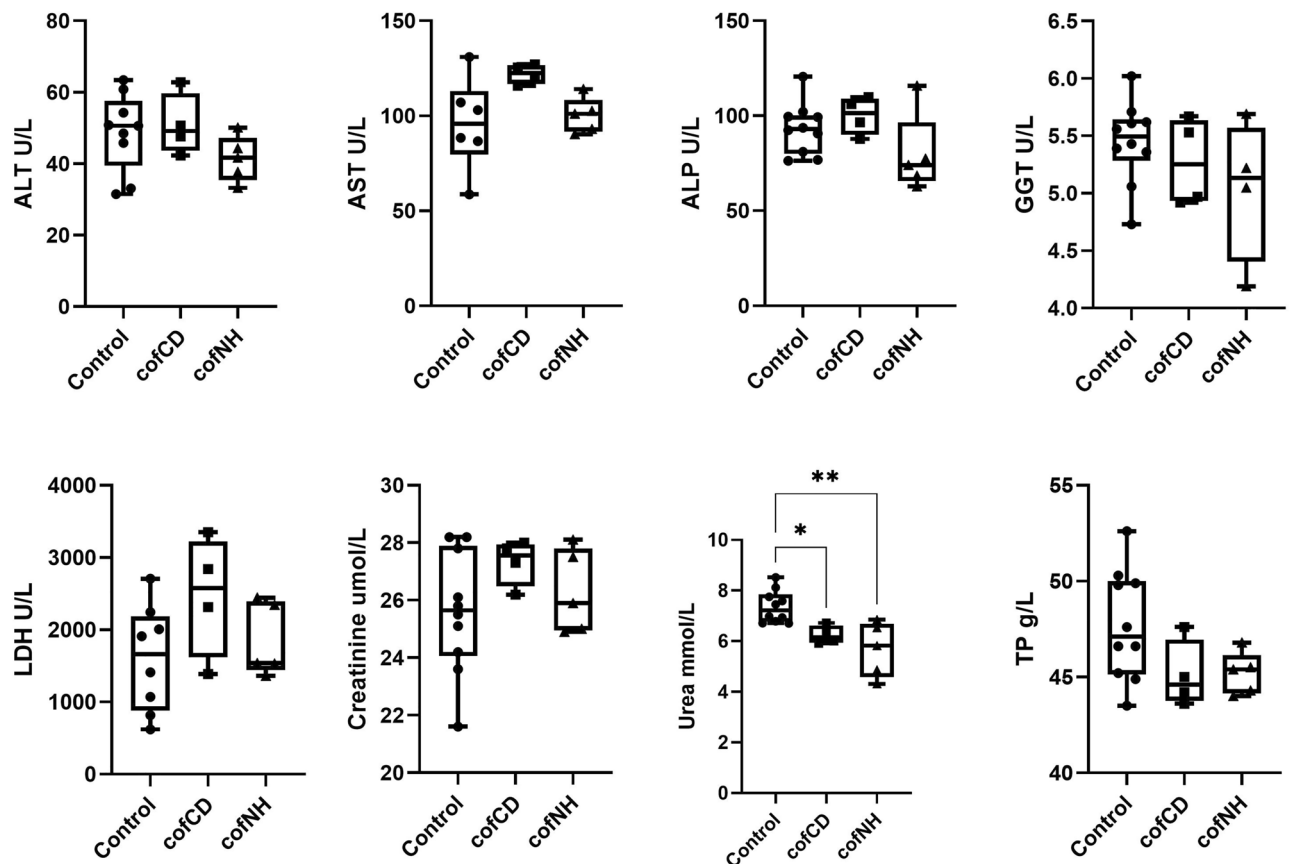 ALT U/L
80
60
40
20
0
Control
cofCD
cofNH
AST U/L
150
100
50
0
Control
cofCD
cofNH
ALP U/L
150
100
50
0
Control
cofCD
cofNH
GGT U/L
6.5
6.0
5.5
5.0
4.5
4.0
Control
cofCD
cofNH
LDH U/L
4000
3000
2000
1000
0
Control
cofCD
cofNH
Creatinine umol/L
30
28
26
24
22
20
Control
cofCD
cofNH
Urea mmol/L
**
*
10
8
6
4
2
0
Control
cofCD
cofNH
TP g/L
55
50
45
40
Control
cofCD
cofNH